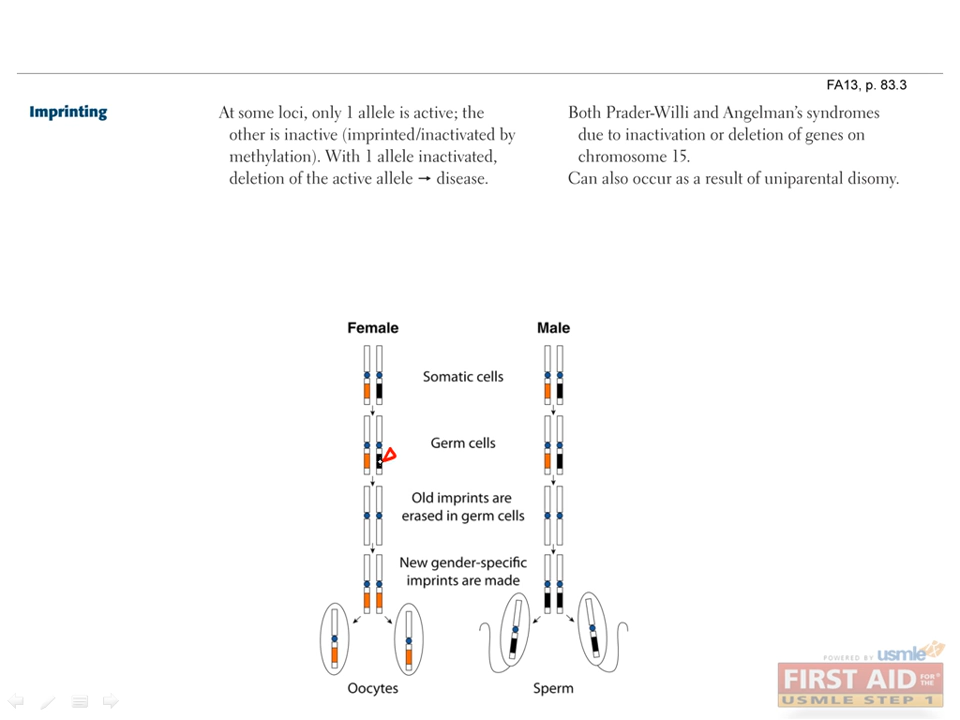 FA13, p. 83.3
Imprinting
At some loci, only 1 allele is active; the
other is inactive (imprinted/inactivated by
methylation). With 1 allele inactivated,
deletion of the active allele → disease.
Both Prader-Willi and Angelman's syndromes
due to inactivation or deletion of genes on
chromosome 15.
Can also occur as a result of uniparental disomy.
Female
Male
Somatic cells
Germ cells
Old imprints are
erased in germ cells
New gender-specific
imprints are made
Oocytes
Sperm
POWERED BY usmle
FIRST AID FOR THE
USMLE STEP 1